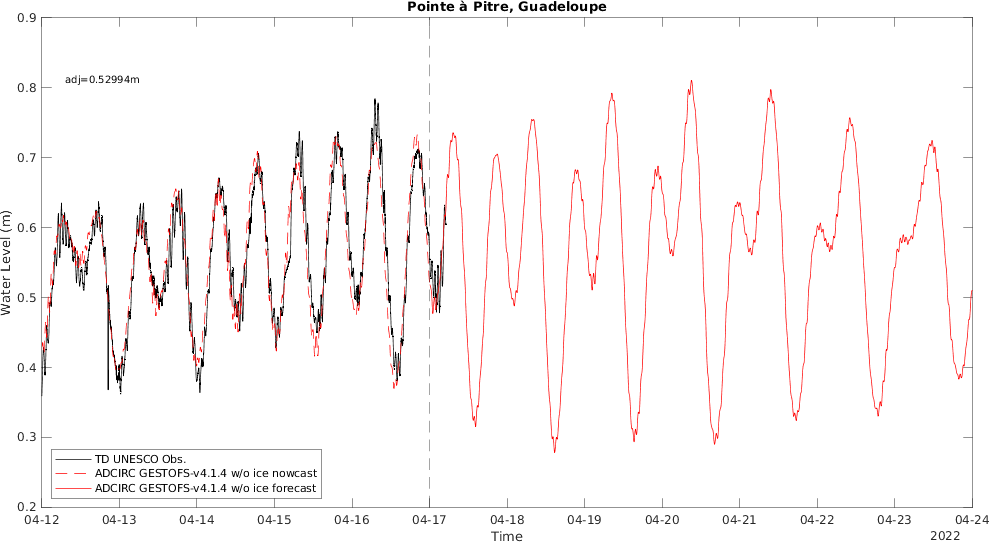 Pointe à Pitre, Guadeloupe
0.9
0.8
0.7
0.6
0.5
0.4
0.3
0.2
Water Level (m)
adj=0.52994m
TD UNESCO Obs.
ADCIRC GESTOFS-v4.1.4 w/o ice nowcast
ADCIRC GESTOFS-v4.1.4 w/o ice forecast
04-12 04-13 04-14 04-15 04-16 04-17 04-18 04-19 04-20 04-21 04-22 04-23 04-24
Time
2022